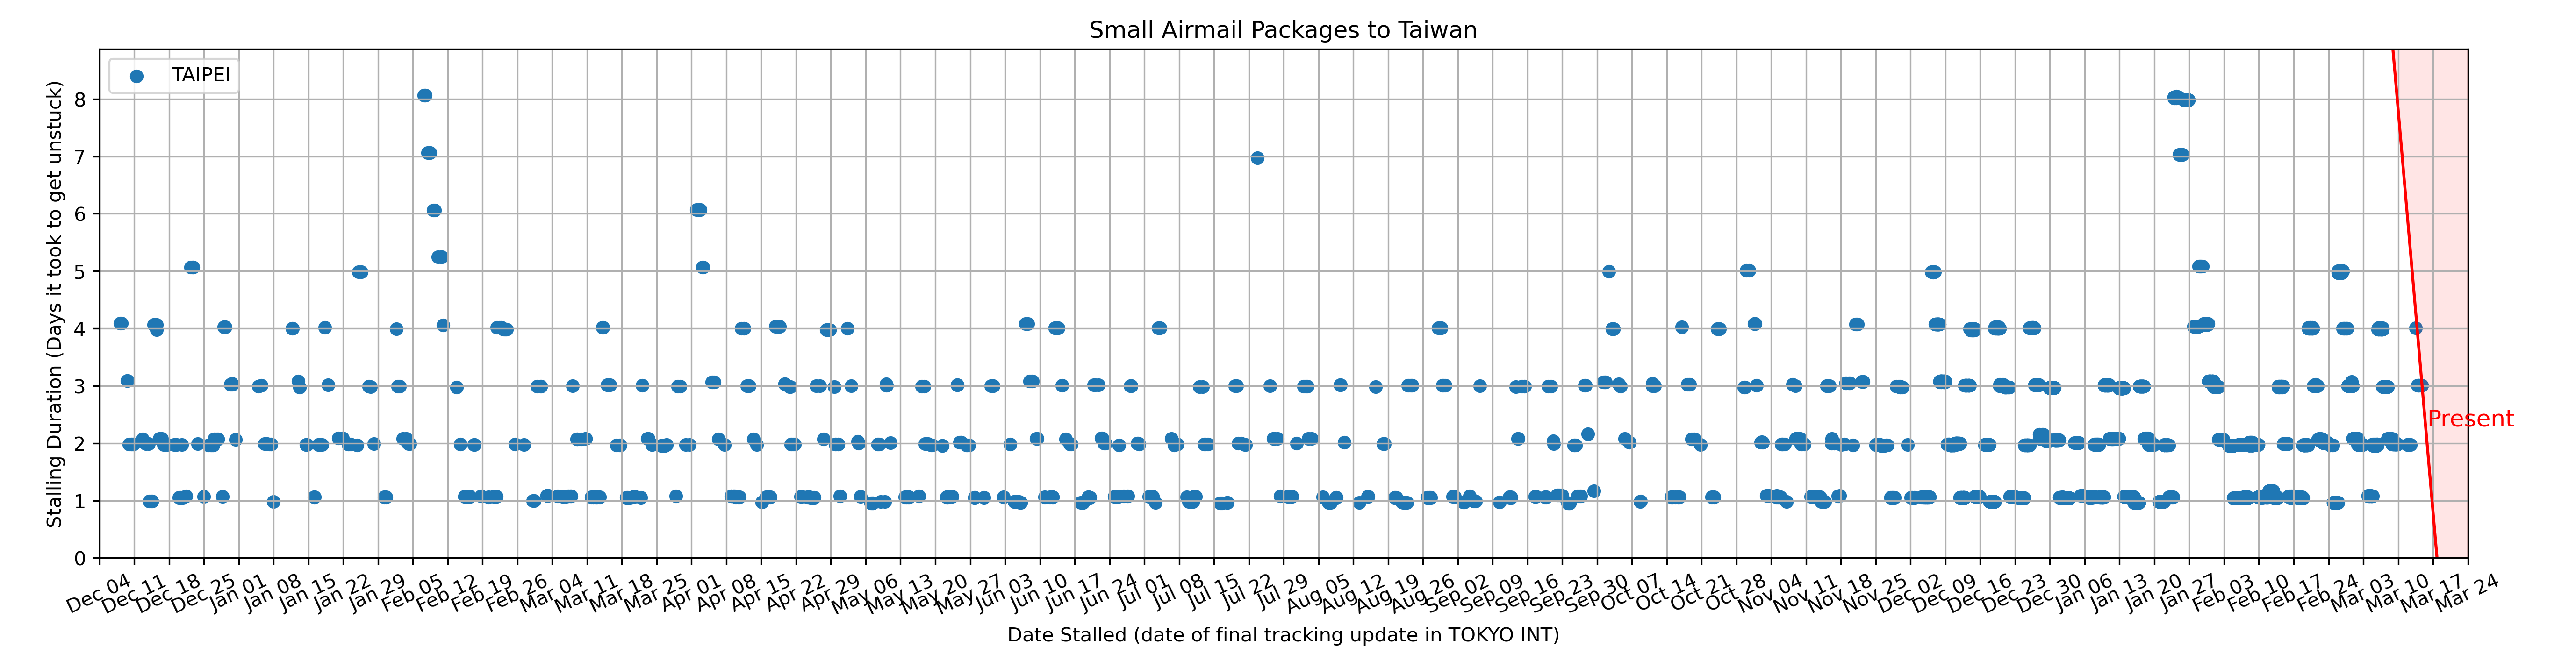 Small Airmail Packages to Taiwan
TAIPEI
Stalling Duration (Days it took to get unstuck)
8
7
6
5
4
3
2
1
0
Present
Dec 04 Dec 11 Dec 18 Dec 25 Jan 01 Jan 08 Jan 15 Jan 22 Jan 29 Feb 05 Feb 12 Feb 19 Feb 26 Mar 04 Mar 11 Mar 18 Mar 25 Apr 01 Apr 08 Apr 15 Apr 22 Apr 29 May 06 May 13 May 20 May 27 Jun 03 Jun 10 Jun 17 Jun 24 Jul 01 Jul 08 Jul 15 Jul 22 Jul 29 Aug 05 Aug 12 Aug 19 Aug 26 Sep 02 Sep 09 Sep 16 Sep 23 Sep 30 Oct 07 Oct 14 Oct 21 Oct 28 Nov 04 Nov 11 Nov 18 Nov 25 Dec 02 Dec 09 Dec 16 Dec 23 Dec 30 Jan 06 Jan 13 Jan 20 Jan 27 Feb 03 Feb 10 Feb 17 Feb 24 Mar 03 Mar 10 Mar 17 Mar 24
Date Stalled (date of final tracking update in TOKYO INT)